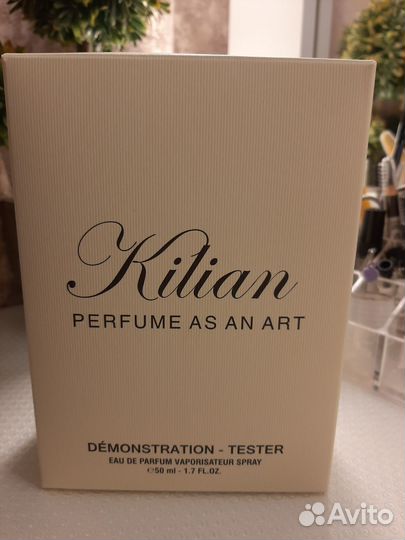 Kilian
PERFUME AS AN ART
DÉMONSTRATION - TESTER
EAU DE PARFUM VAPORISATEUR SPRAY
℮50 ml - 1.7 FL.OZ.
Avito